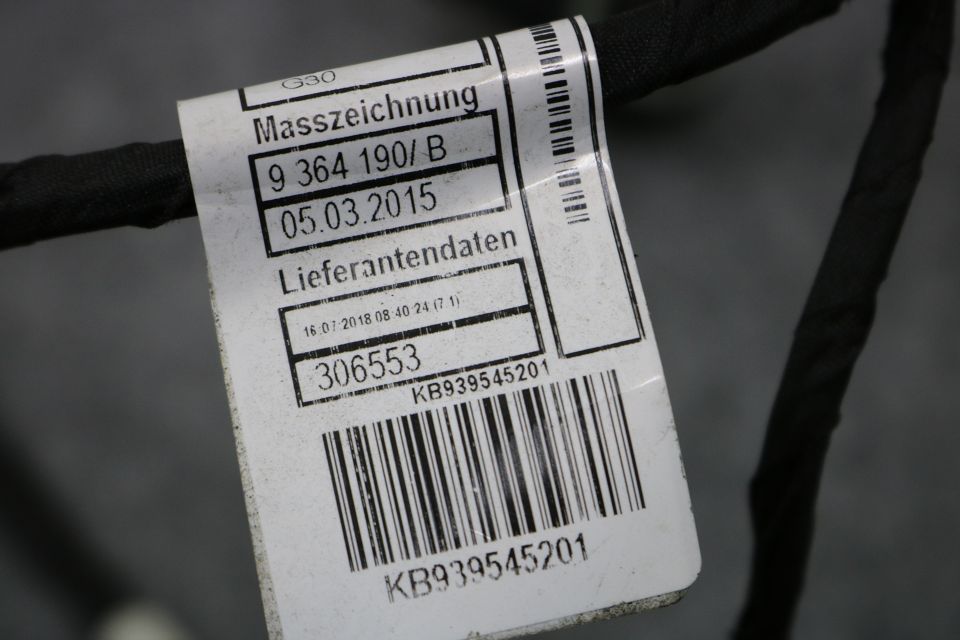 G30
Masszeichnung
9 364 190/ B
05.03.2015
Lieferantendaten
16.07.2018 08:40:24 (7.1)
306553
KB939545201
KB939545201